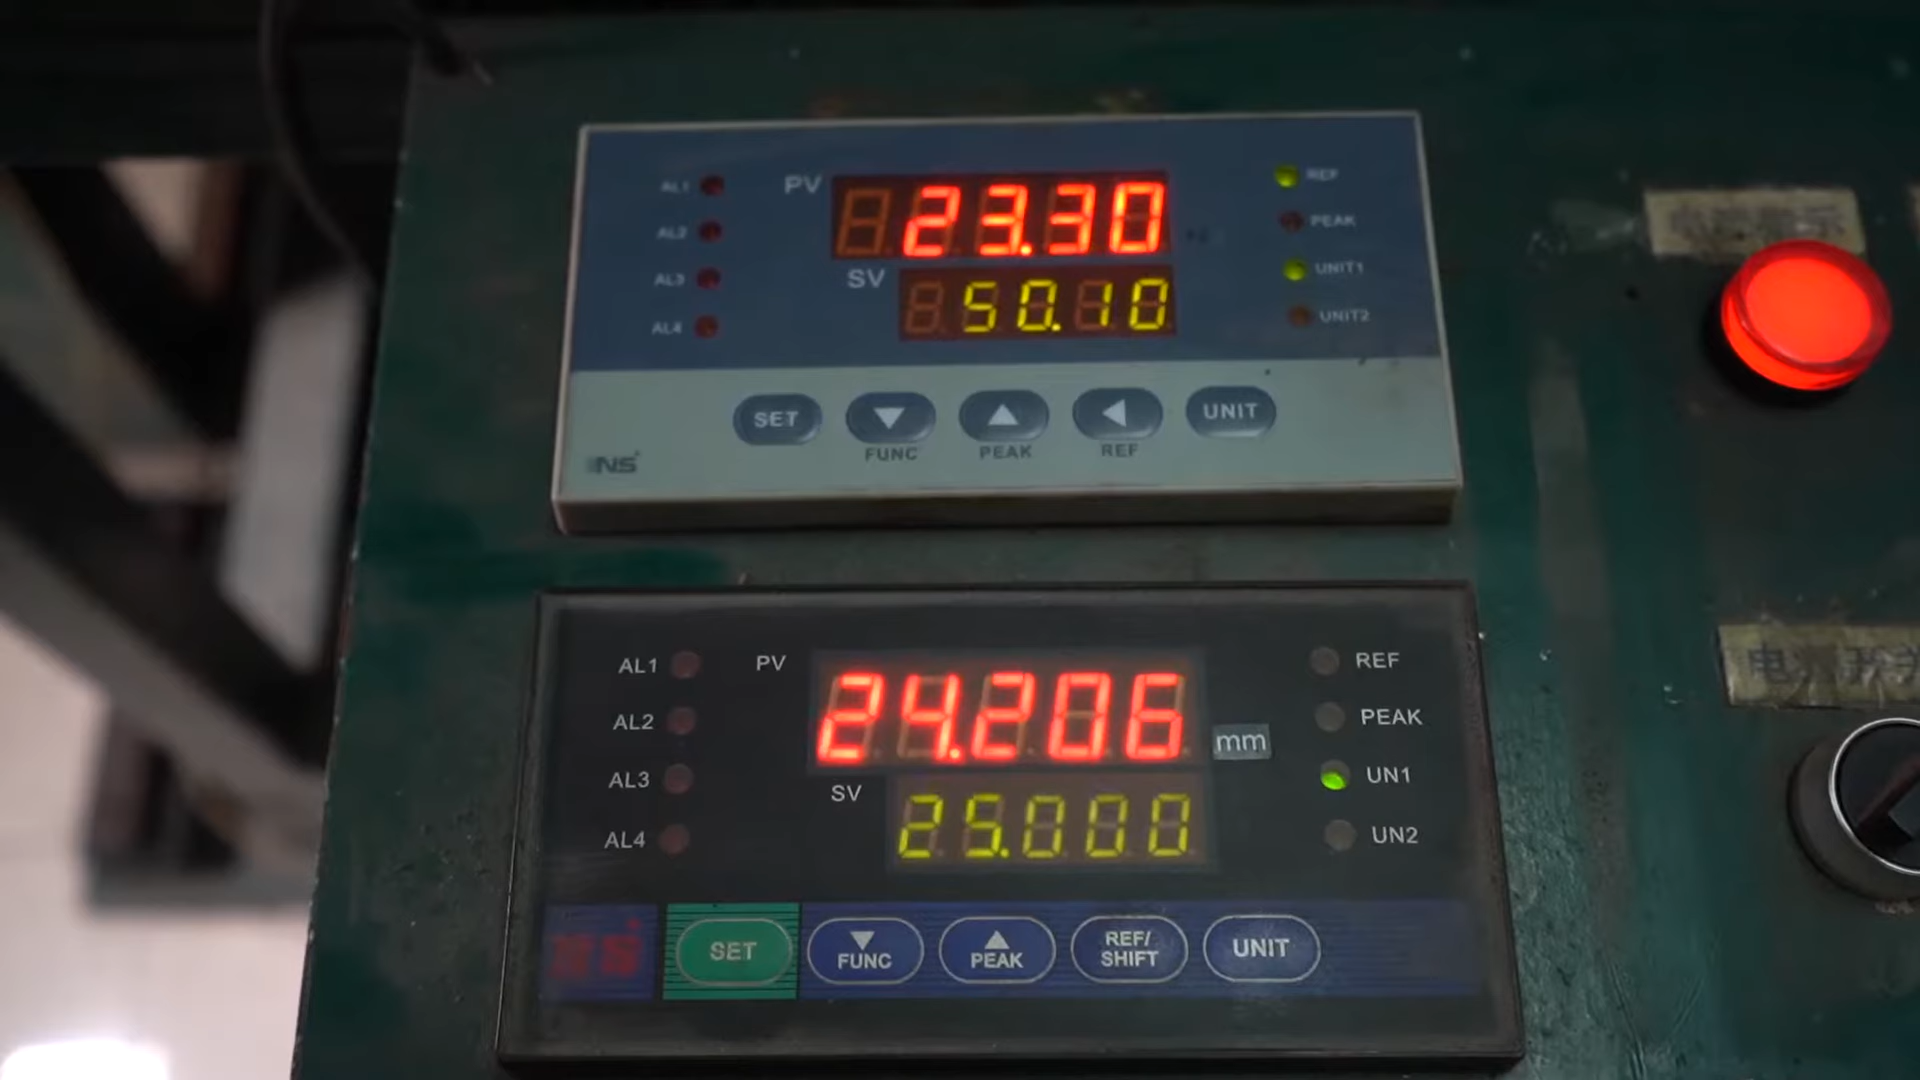 AL1
AL2
AL3
AL4
PV
23.30
SV
50.10
REF
PEAK
UNIT1
UNIT2
SET
UNIT
FUNC
PEAK
REF
NS
AL1
AL2
AL3
AL4
PV
24.206
mm
SV
25.000
REF
PEAK
UN1
UN2
SET
FUNC
PEAK
REF/
SHIFT
UNIT